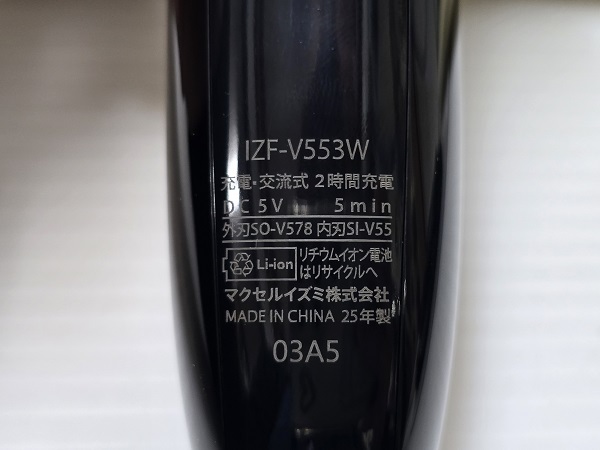 IZF-V553W
充電・交流式 2時間充電
DC5V 5min
外刃SO-V578 内刃SI-V55
Li-ion リチウムイオン電池
はリサイクルへ
マクセルイズミ株式会社
MADE IN CHINA 25年製
03A5